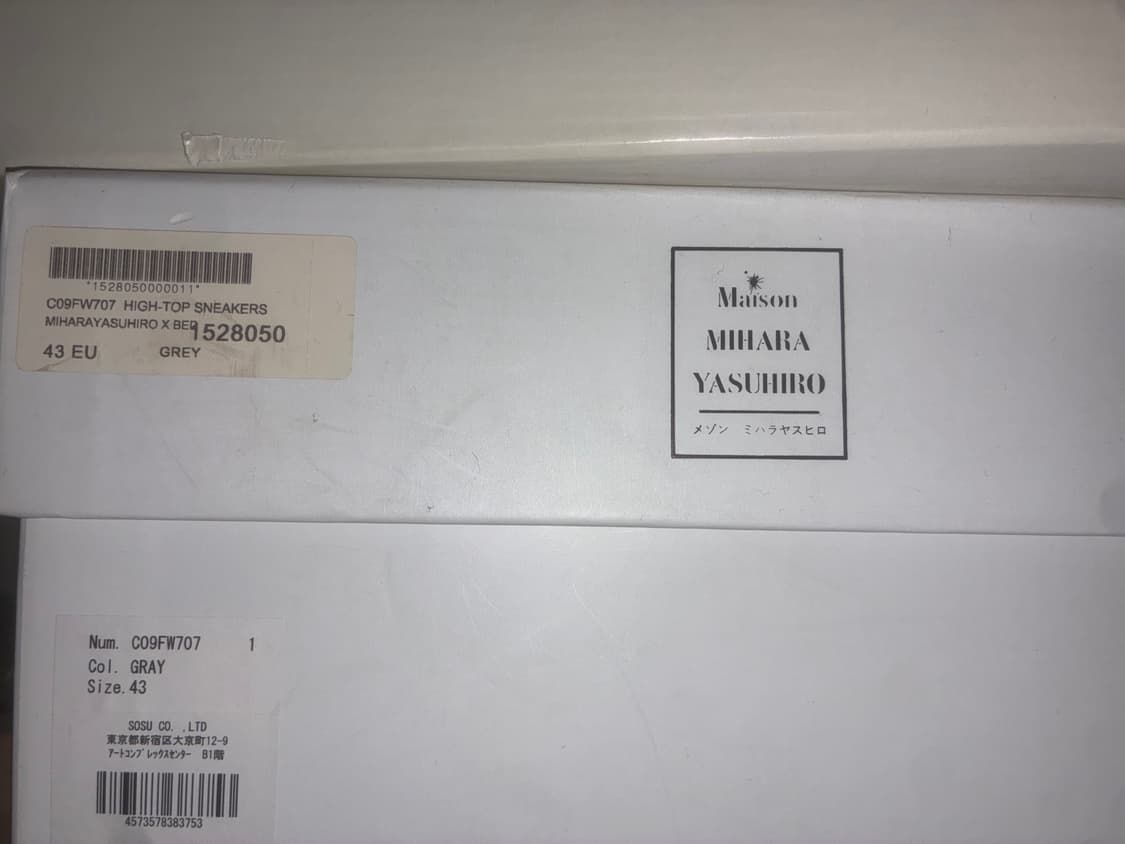 *1528050000011*
C09FW707 HIGH-TOP SNEAKERS
MIHARAYASUHIRO X BED
1528050
43 EU GREY
Maison
MIHARA
YASUHIRO
メゾン ミハラヤスヒロ
Num. C09FW707 1
Col. GRAY
Size. 43
SOSU CO. ,LTD
東京都新宿区大京町12-9
ｱｰﾄｺﾝﾌﾟﾚｯｸｽｾﾝﾀｰ B1階
4573578383753